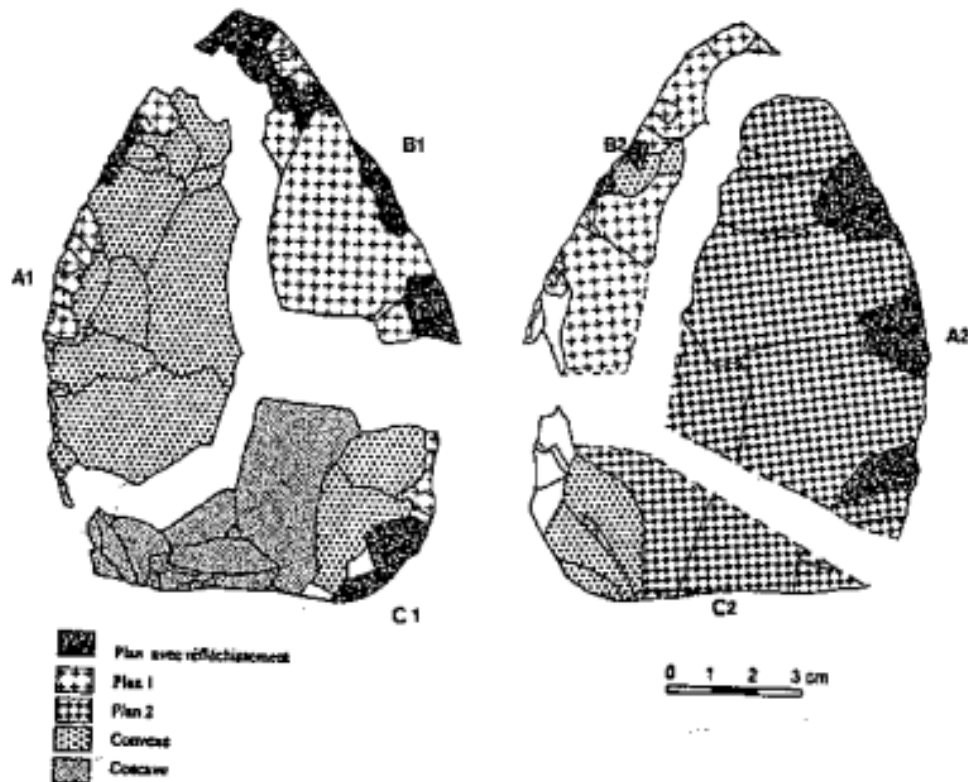 B1
B2
A1
A2
C1
C2
Plan avec réfléchissement
Plan 1
Plan 2
Convexe
Concave
0 1 2 3 cm